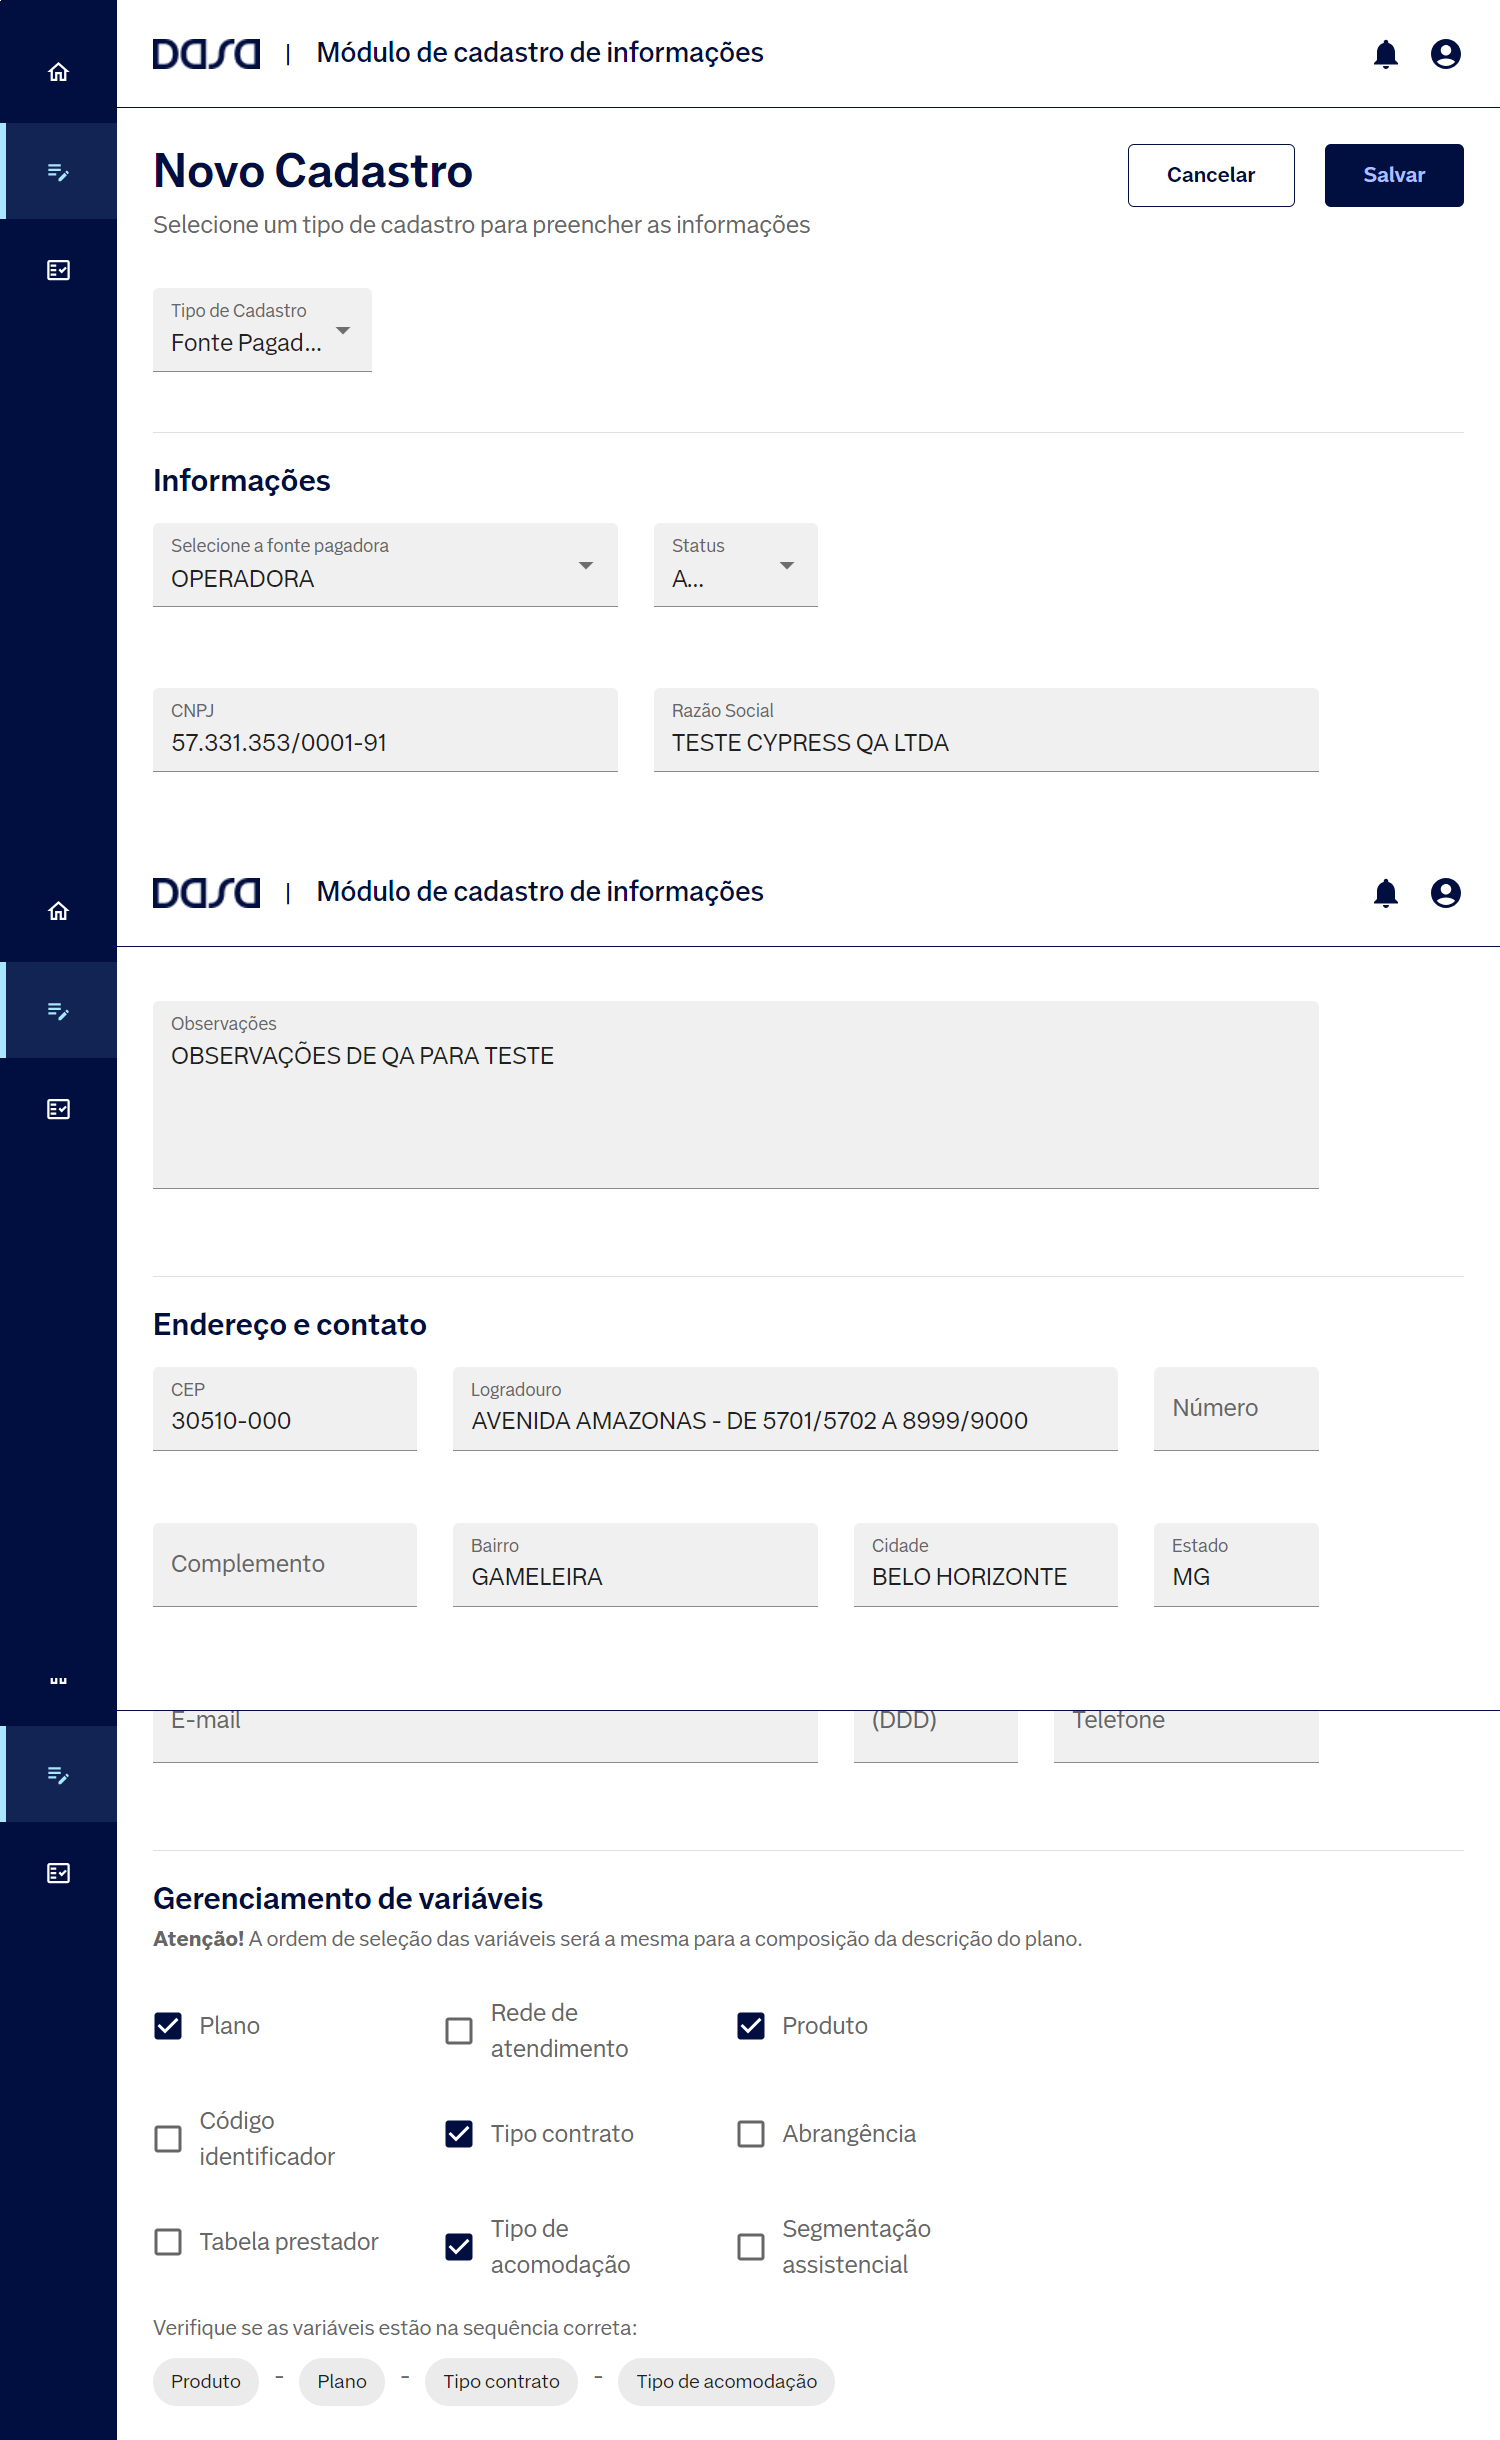 Dasa | Módulo de cadastro de informações
Novo Cadastro
Cancelar
Salvar
Selecione um tipo de cadastro para preencher as informações
Tipo de Cadastro
Fonte Pagad...
Informações
Selecione a fonte pagadora
OPERADORA
Status
A...
CNPJ
57.331.353/0001-91
Razão Social
TESTE CYPRESS QA LTDA
Dasa | Módulo de cadastro de informações
Observações
OBSERVAÇÕES DE QA PARA TESTE
Endereço e contato
CEP
30510-000
Logradouro
AVENIDA AMAZONAS - DE 5701/5702 A 8999/9000
Número
Complemento
Bairro
GAMELEIRA
Cidade
BELO HORIZONTE
Estado
MG
E-mail
(DDD)
Telefone
Gerenciamento de variáveis
Atenção! A ordem de seleção das variáveis será a mesma para a composição da descrição do plano.
Plano
Rede de
atendimento
Produto
Código
identificador
Tipo contrato
Abrangência
Tabela prestador
Tipo de
acomodação
Segmentação
assistencial
Verifique se as variáveis estão na sequência correta:
Produto - Plano - Tipo contrato - Tipo de acomodação